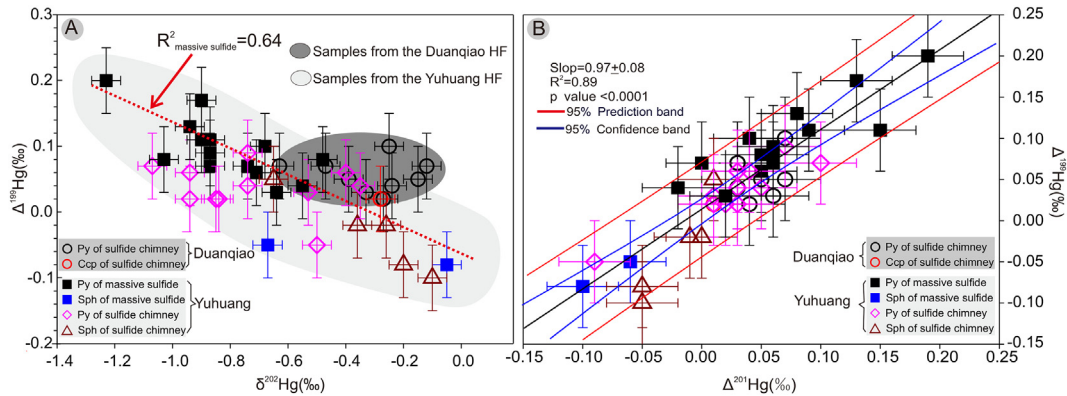 A
R² massive sulfide=0.64
Samples from the Duanqiao HF
Samples from the Yuhuang HF
0.3
0.2
0.1
0.0
-0.1
-0.2
Δ¹⁹⁹Hg(‰)
Py of sulfide chimney
Ccp of sulfide chimney
Duanqiao
Py of massive sulfide
Sph of massive sulfide
Py of sulfide chimney
Sph of sulfide chimney
Yuhuang
-1.4 -1.2 -1.0 -0.8 -0.6 -0.4 -0.2 0.0
δ²⁰²Hg(‰)
B
Slop=0.97±0.08
R²=0.89
p value <0.0001
95% Prediction band
95% Confidence band
0.25
0.20
0.15
0.10
0.05
0.00
-0.05
-0.10
-0.15
Δ¹⁹⁹Hg(‰)
Duanqiao
Py of sulfide chimney
Ccp of sulfide chimney
Yuhuang
Py of massive sulfide
Sph of massive sulfide
Py of sulfide chimney
Sph of sulfide chimney
-0.15 -0.10 -0.05 0.00 0.05 0.10 0.15 0.20 0.25
Δ²⁰¹Hg(‰)